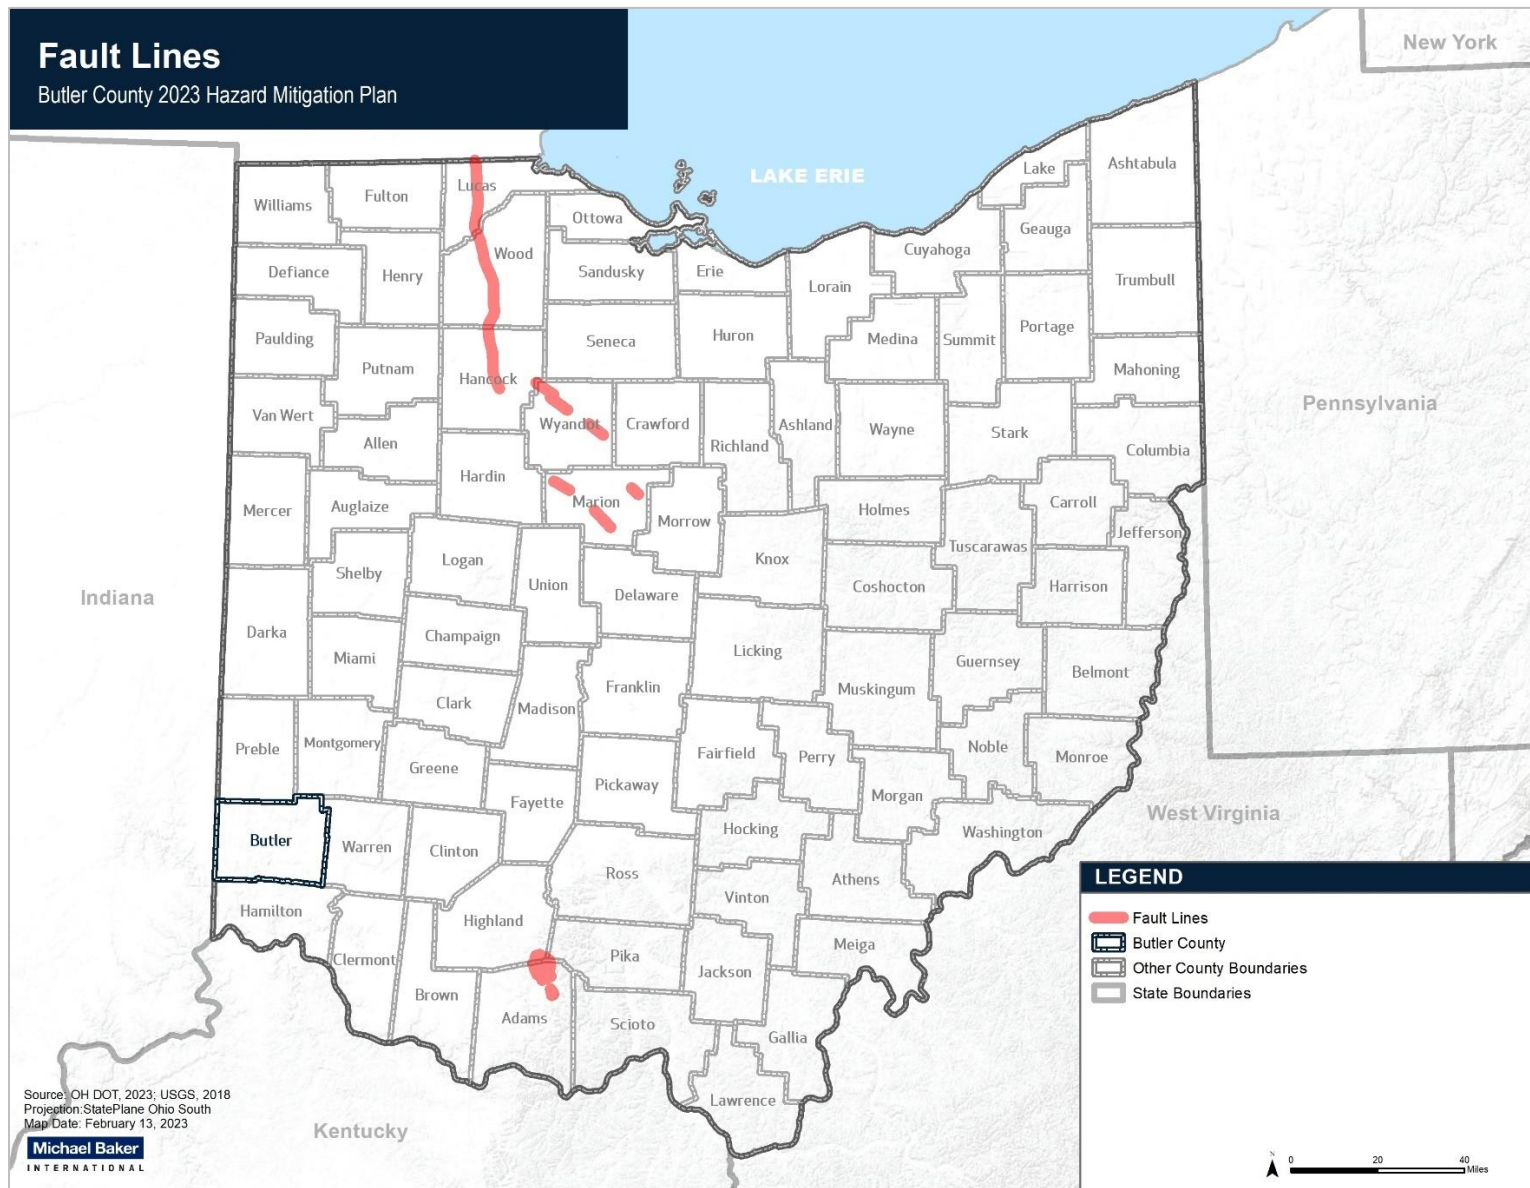 Fault Lines
Butler County 2023 Hazard Mitigation Plan
New York
LAKE ERIE
Lake
Ashtabula
Williams
Fulton
Lucas
Ottowa
Geauga
Wood
Cuyahoga
Defiance
Henry
Sandusky
Erie
Lorain
Trumbull
Paulding
Putnam
Seneca
Huron
Medina
Summit
Portage
Hancock
Mahoning
Van Wert
Allen
Wyandot
Crawford
Richland
Ashland
Wayne
Stark
Columbia
Pennsylvania
Mercer
Auglaize
Hardin
Marion
Morrow
Holmes
Carroll
Jefferson
Indiana
Shelby
Logan
Union
Delaware
Knox
Coshocton
Tuscarawas
Harrison
Darka
Miami
Champaign
Licking
Guernsey
Belmont
Clark
Madison
Franklin
Muskingum
Preble
Montgomery
Greene
Fayette
Pickaway
Fairfield
Perry
Morgan
Noble
Monroe
Butler
Warren
Clinton
Ross
Hocking
Vinton
Athens
Washington
West Virginia
Hamilton
Clermont
Highland
Pika
Jackson
Meiga
Brown
Adams
Scioto
Gallia
Lawrence
Kentucky
LEGEND
Fault Lines
Butler County
Other County Boundaries
State Boundaries
Source: OH DOT, 2023; USGS, 2018
Projection:StatePlane Ohio South
Map Date: February 13, 2023
Michael Baker
INTERNATIONAL
N
0 20 40
Miles